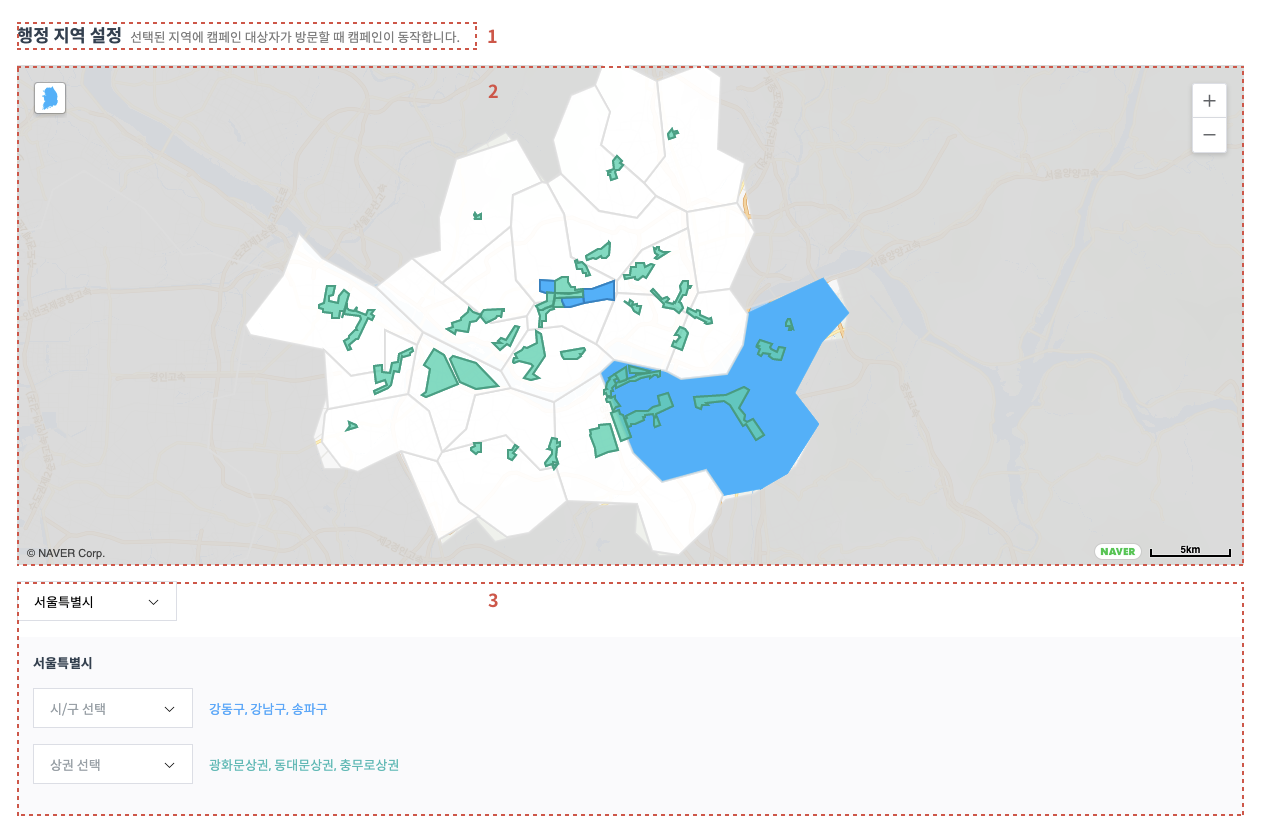 행정 지역 설정 선택된 지역에 캠페인 대상자가 방문할 때 캠페인이 동작합니다. 1
2
+
−
© NAVER Corp.
NAVER 5km
서울특별시 3
서울특별시
시/구 선택 강동구, 강남구, 송파구
상권 선택 광화문상권, 동대문상권, 충무로상권